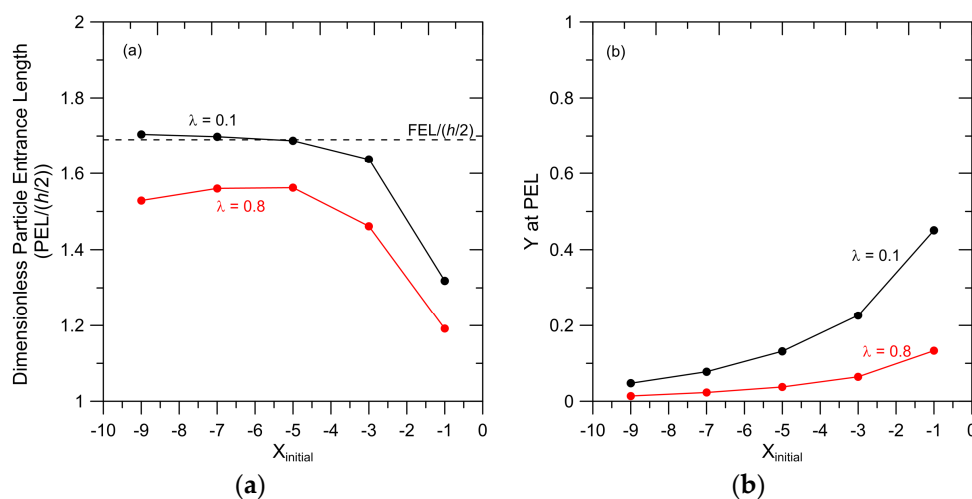 (a)
2
1.8
1.6
1.4
1.2
1
Dimensionless Particle Entrance Length
(PEL/(h/2))
λ = 0.1
FEL/(h/2)
λ = 0.8
-10 -9 -8 -7 -6 -5 -4 -3 -2 -1 0
X_initial
(a)
(b)
1
0.8
0.6
0.4
0.2
0
Y at PEL
λ = 0.1
λ = 0.8
-10 -9 -8 -7 -6 -5 -4 -3 -2 -1 0
X_initial
(b)